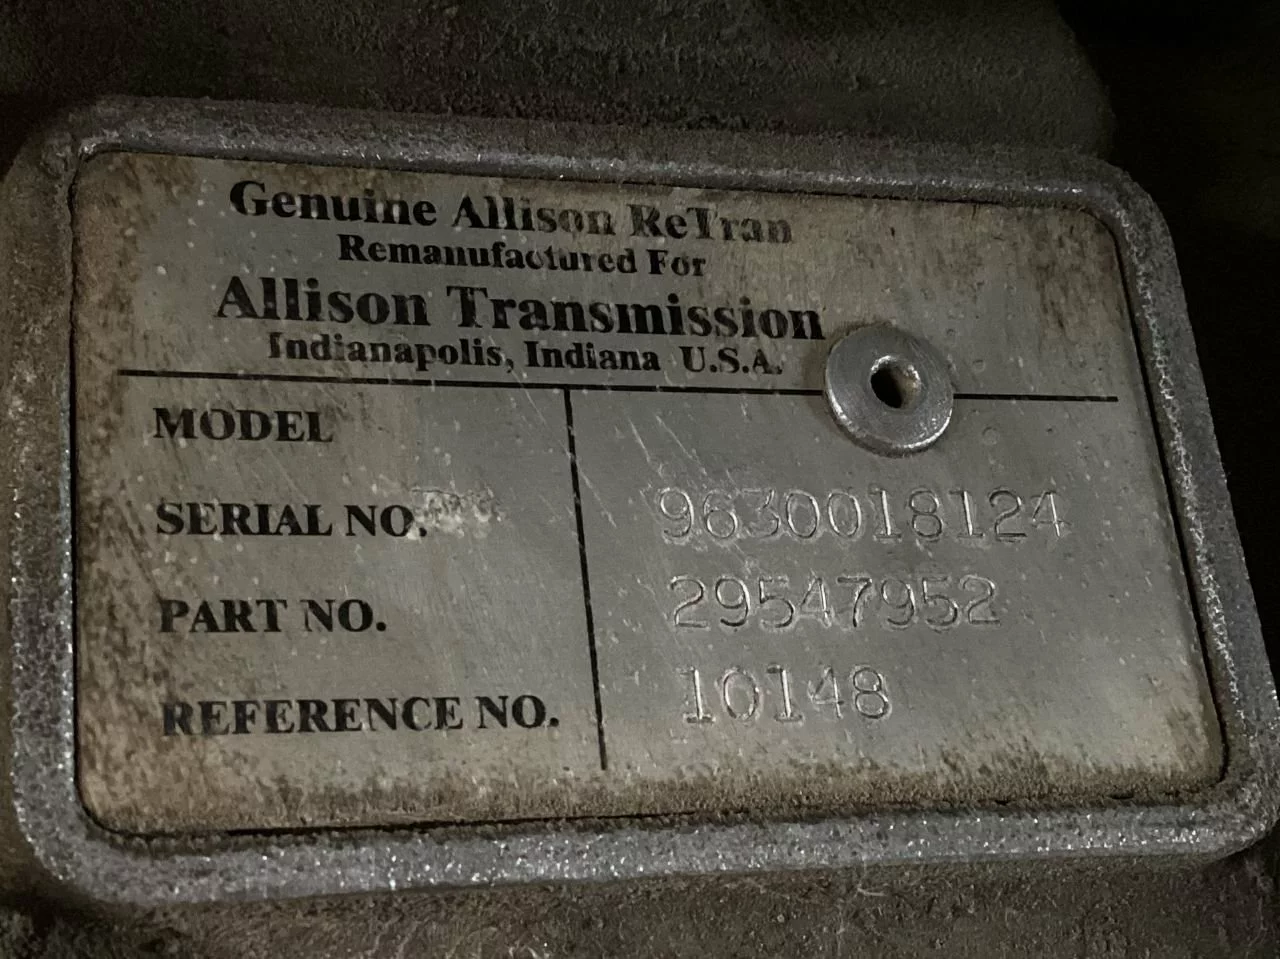 Genuine Allison ReTran
Remanufactured For
Allison Transmission
Indianapolis, Indiana U.S.A.
MODEL
SERIAL NO. 9630018124
PART NO. 29547952
REFERENCE NO. 10148